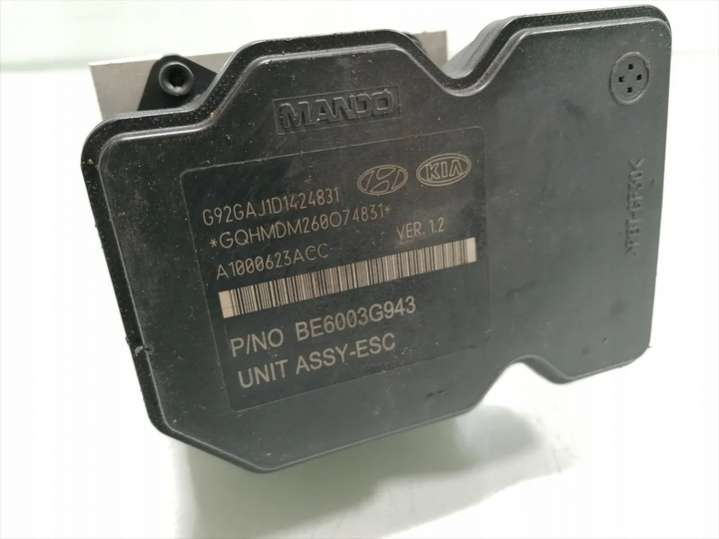 MANDO
KIA
G92GAJ1D1424831
*GQHMDM260O74831*
A1000623ACC VER. 1.2
P/NO BE6003G943
UNIT ASSY-ESC